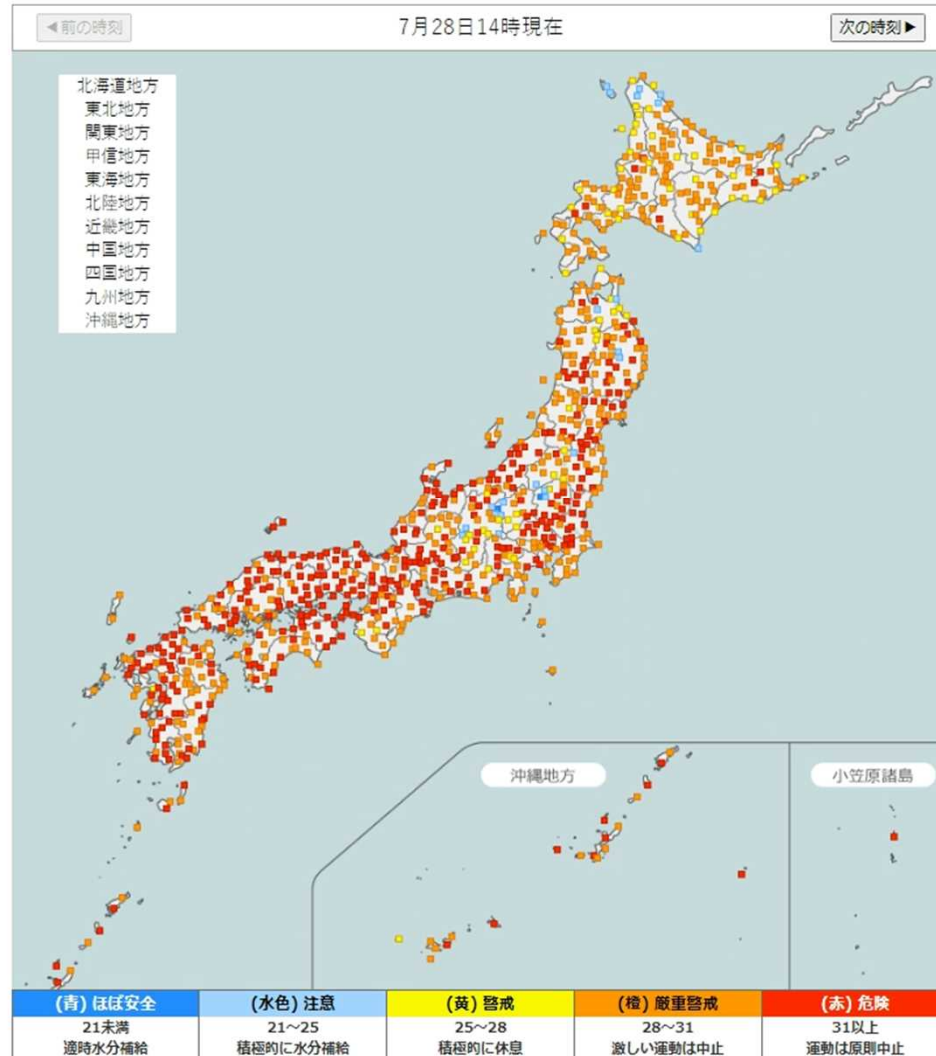 ◀前の時刻
7月28日14時現在
次の時刻▶
北海道地方
東北地方
関東地方
甲信地方
東海地方
北陸地方
近畿地方
中国地方
四国地方
九州地方
沖縄地方
沖縄地方
小笠原諸島
(青) ほぼ安全
(水色) 注意
(黄) 警戒
(橙) 厳重警戒
(赤) 危険
21未満
21～25
25～28
28～31
31以上
適時水分補給
積極的に水分補給
積極的に休息
激しい運動は中止
運動は原則中止